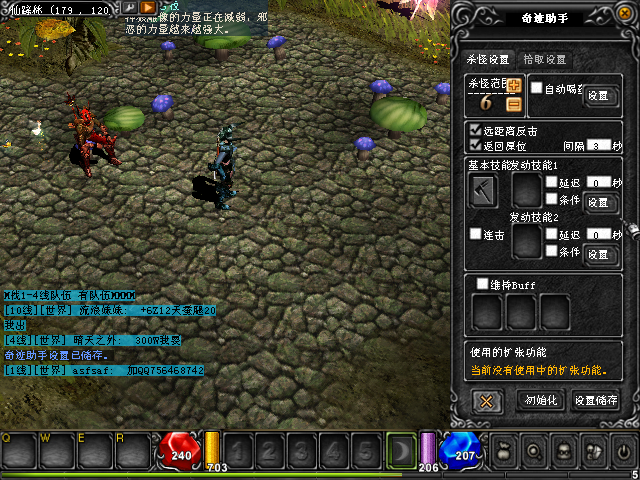 仙踪林 (179 , 120
像的力量正在减弱，邪
恶的力量越来越强大。
奇迹助手
杀怪设置 拾取设置
杀怪范围
6
自动喝药 设置
远距离反击
返回原位 间隔 3 秒
基本技能 发动技能1
延迟 0 秒
条件 设置
发动技能2
连击 延迟 0 秒
条件 设置
维持Buff
使用的扩张功能
当前没有使用中的扩张功能。
初始化 设置储存
[10线][世界]
[4线][世界] 暗天之外: 300W我要
奇迹助手设置已储存。
[1线][世界] asfsaf: 加QQ756468742
Q W E R
240 703 1 2 3 4 5 206 207
5